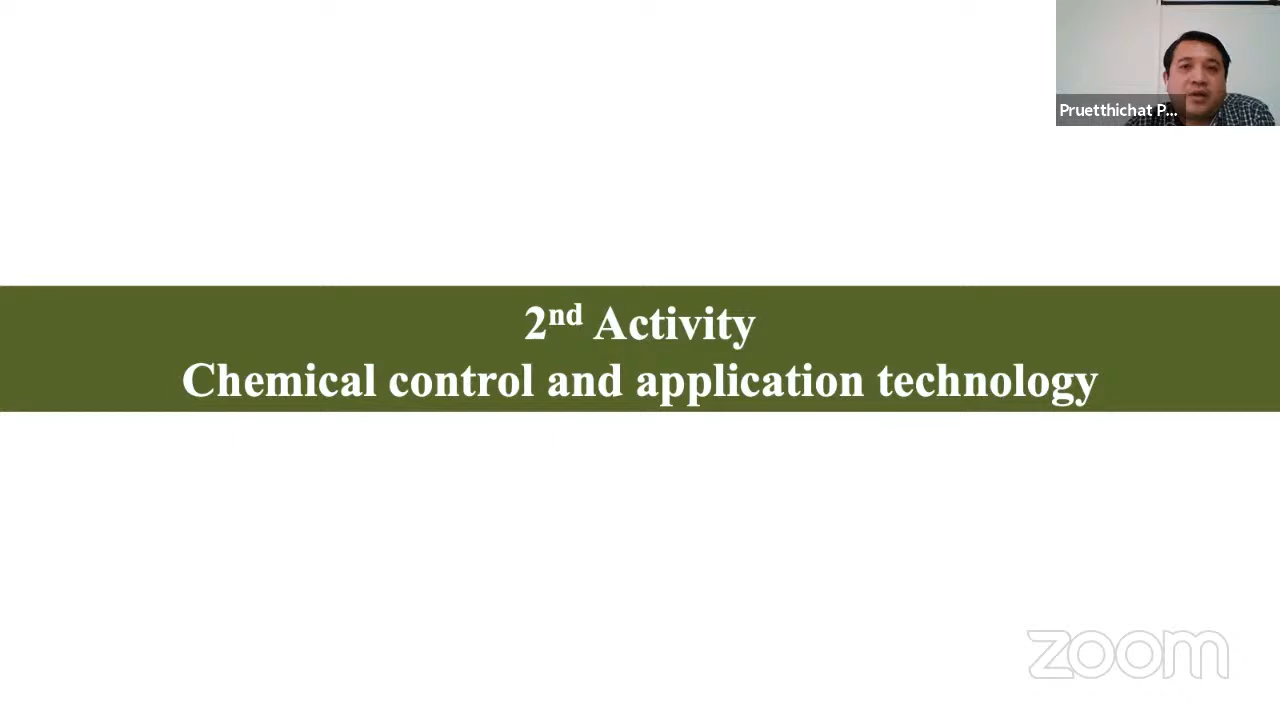 Pruetthichat P...
2nd Activity
Chemical control and application technology
zoom